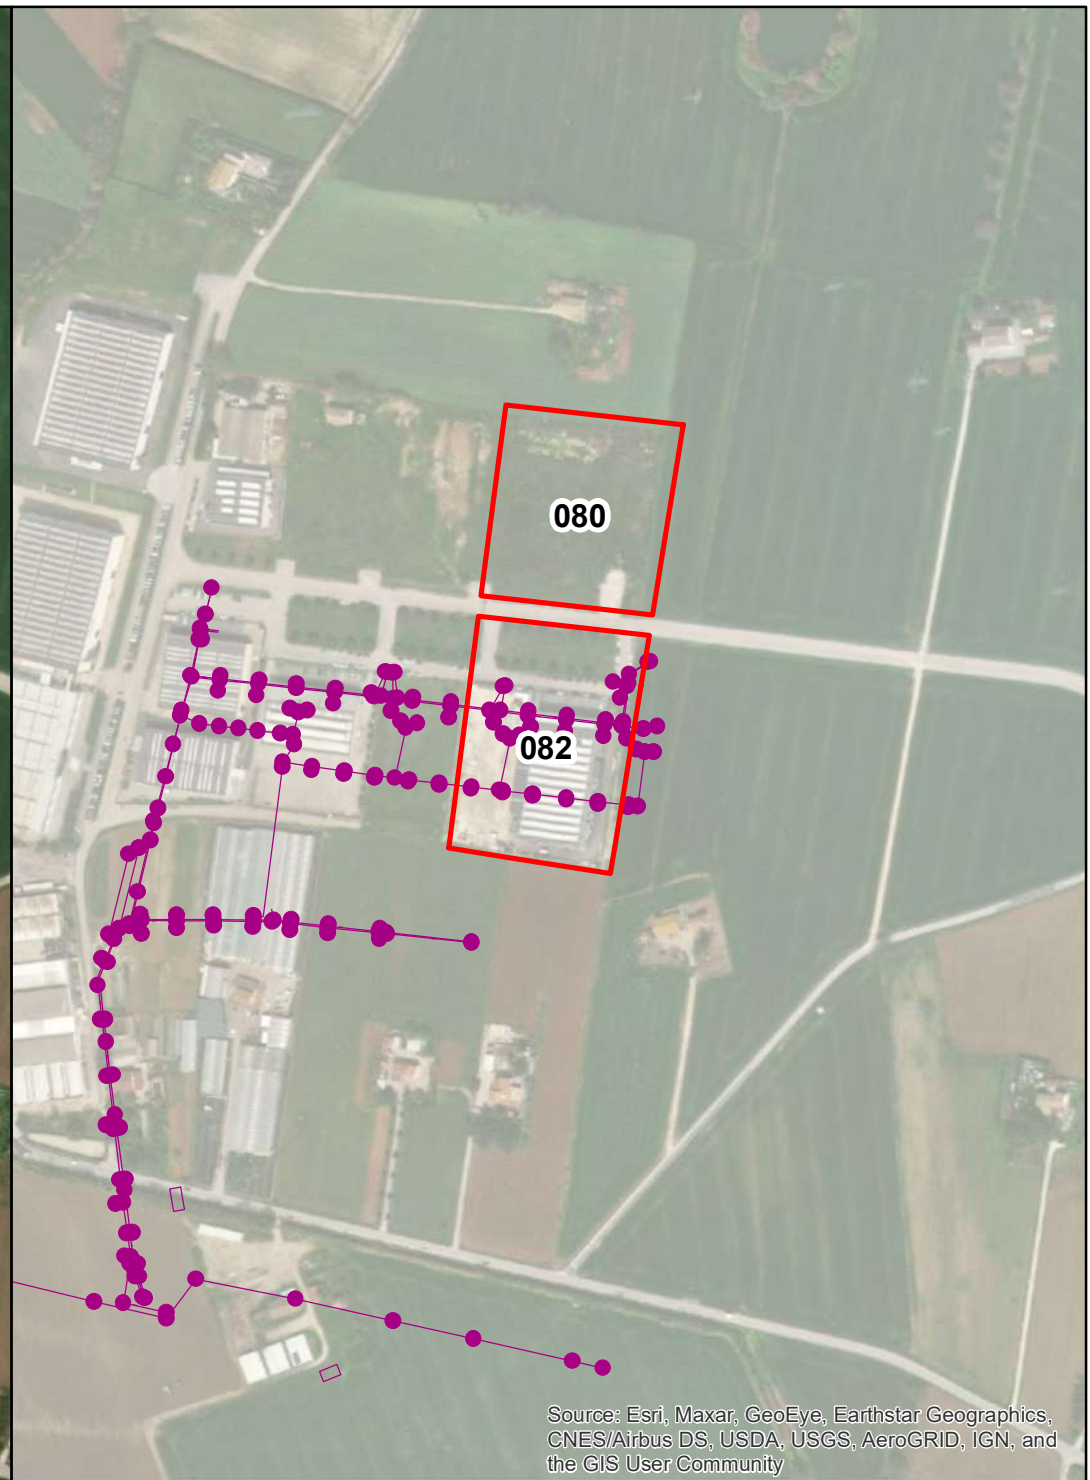 080
082
Source: Esri, Maxar, GeoEye, Earthstar Geographics,
CNES/Airbus DS, USDA, USGS, AeroGRID, IGN, and
the GIS User Community